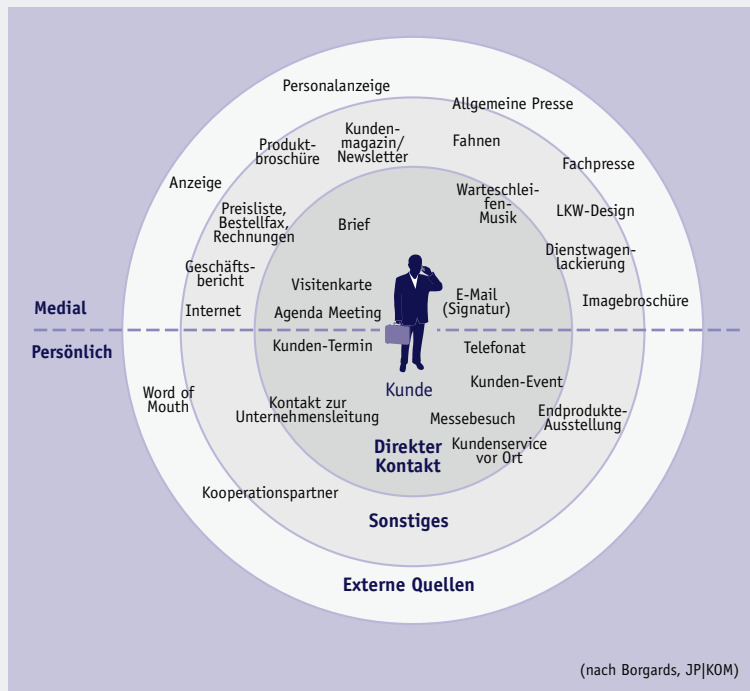 Personalanzeige
Allgemeine Presse
Kunden-
magazin/
Newsletter
Fahnen
Produkt-
broschüre
Fachpresse
Anzeige
Warteschlei-
fen-
Musik
Preisliste,
Bestellfax,
Rechnungen
LKW-Design
Brief
Dienstwagen-
lackierung
Geschäfts-
bericht
Visitenkarte
E-Mail
(Signatur)
Imagebroschüre
Internet
Agenda Meeting
Medial
Persönlich
Kunden-Termin
Telefonat
Kunde
Kunden-Event
Word of
Mouth
Kontakt zur
Unternehmensleitung
Messebesuch
Endprodukte-
Ausstellung
Direkter
Kontakt
Kundenservice
vor Ort
Kooperationspartner
Sonstiges
Externe Quellen
(nach Borgards, JP|KOM)